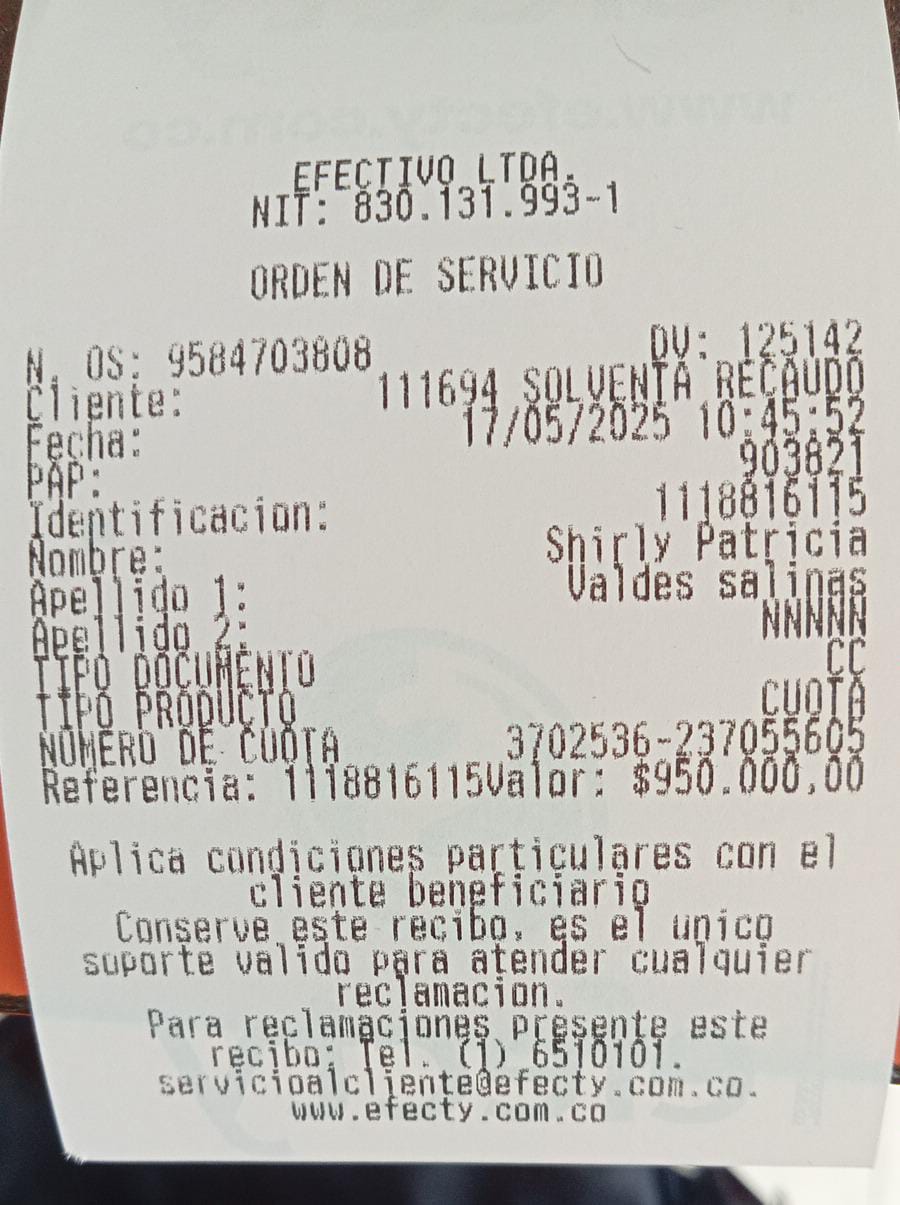 EFECTIVO LTDA.
NIT: 830.131.993-1
ORDEN DE SERVICIO
N. OS: 9584703808 DV: 125142
Cliente: 111694 SOLVENTA RECAUDO
Fecha: 17/05/2025 10:45:52
PAP: 903821
Identificacion: 1118816115
Nombre: Shirly Patricia
Apellido 1: Valdes salinas
Apellido 2: NNNNN
TIPO DOCUMENTO CC
TIPO PRODUCTO CUOTA
NUMERO DE CUOTA 3702536-237055605
Referencia: 1118816115Valor: $950.000,00
Aplica condiciones particulares con el
cliente beneficiario
Conserve este recibo, es el unico
suporte valido para atender cualquier
reclamacion.
Para reclamaciones presente este
recibo: Tel. (1) 6510101.
servicioalcliente@efecty.com.co.
www.efecty.com.co